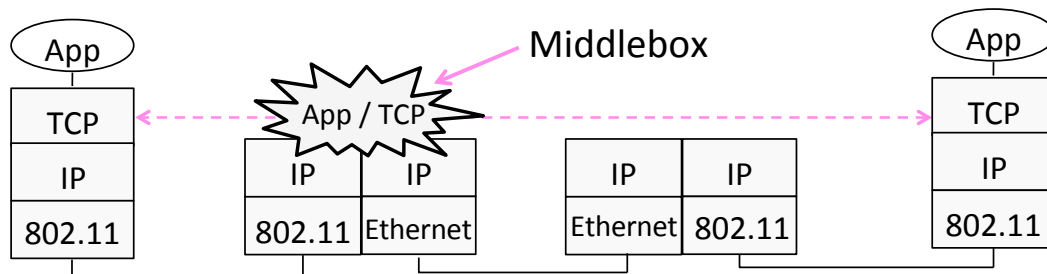 Middlebox
App
App
App / TCP
TCP
TCP
IP
IP
IP
IP
IP
IP
802.11
802.11
Ethernet
Ethernet
802.11
802.11